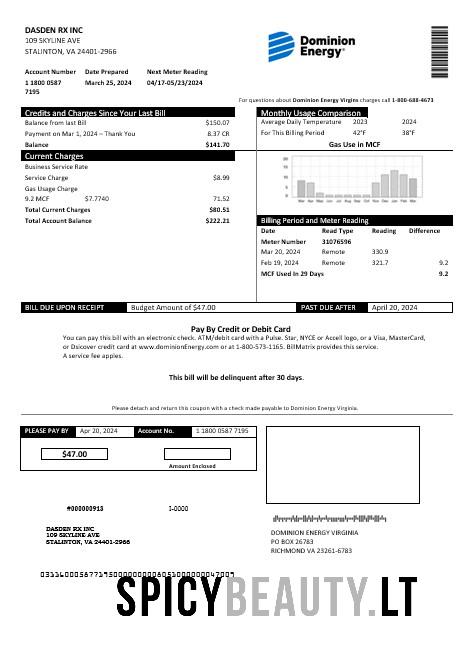 DASDEN RX INC
109 SKYLINE AVE
STALINTON, VA 24401-2966
Dominion
Energy®
Account Number Date Prepared Next Meter Reading
1 1800 0587 March 25, 2024 04/17-05/23/2024
7195
For questions about Dominion Energy Virginx charges call 1-800-688-4673
Credits and Charges Since Your Last Bill
Balance from last Bill $150.07
Payment on Mar 1, 2024 – Thank You 8.37 CR
Balance $141.70
Current Charges
Business Service Rate
Service Charge $8.99
Gas Usage Charge
9.2 MCF $7.7740 71.52
Total Current Charges $80.51
Total Account Balance $222.21
Monthly Usage Comparison
Average Daily Temperature 2023 2024
For This Billing Period 42°F 38°F
Gas Use in MCF
Billing Period and Meter Reading
Date Read Type Reading Difference
Meter Number 31076596
Mar 20, 2024 Remote 330.9
Feb 19, 2024 Remote 321.7 9.2
MCF Used IN 29 Days 9.2
BILL DUE UPON RECEIPT Budget Amount of $47.00 PAST DUE AFTER April 20, 2024
Pay By Credit or Debit Card
You can pay this bill with an electronic check. ATM/debit card with a Pulse. Star, NYCE or Accell logo, or a Visa, MasterCard,
or Dsicover credit card at www.dominionEnergy.com or at 1-800-573-1165. BillMatrix provides this service.
A service fee applies.
This bill will be delinquent after 30 days.
Please detach and return this coupon with a check made payable to Dominion Energy Virginia.
PLEASE PAY BY Apr 20, 2024 Account No. 1 1800 0587 7195
$47.00
Amount Enclosed
#000000913 1-0000
DASDEN RX INC
109 SKYLINE AVE
STALINTON, VA 24401-2966
DOMINION ENERGY VIRGINIA
PO BOX 26783
RICHMOND VA 23261-6783
SPICYBEAUTY.LT